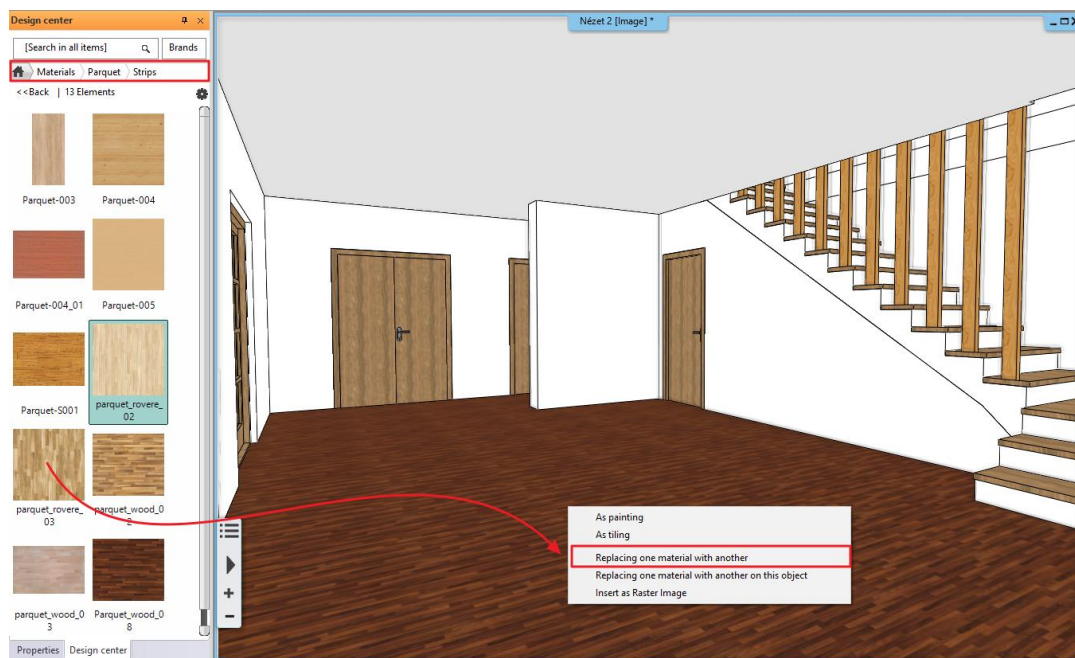 Design center
[Search in all items]
Brands
Materials
Parquet
Strips
<<Back | 13 Elements
Parquet-003
Parquet-004
Parquet-004_01
Parquet-005
Parquet-S001
parquet_rovere_
02
parquet_rovere_
03
parquet_wood_0
2
parquet_wood_0
3
Parquet_wood_0
8
Properties
Design center
Nézet 2 [Image] *
As painting
As tiling
Replacing one material with another
Replacing one material with another on this object
Insert as Raster Image